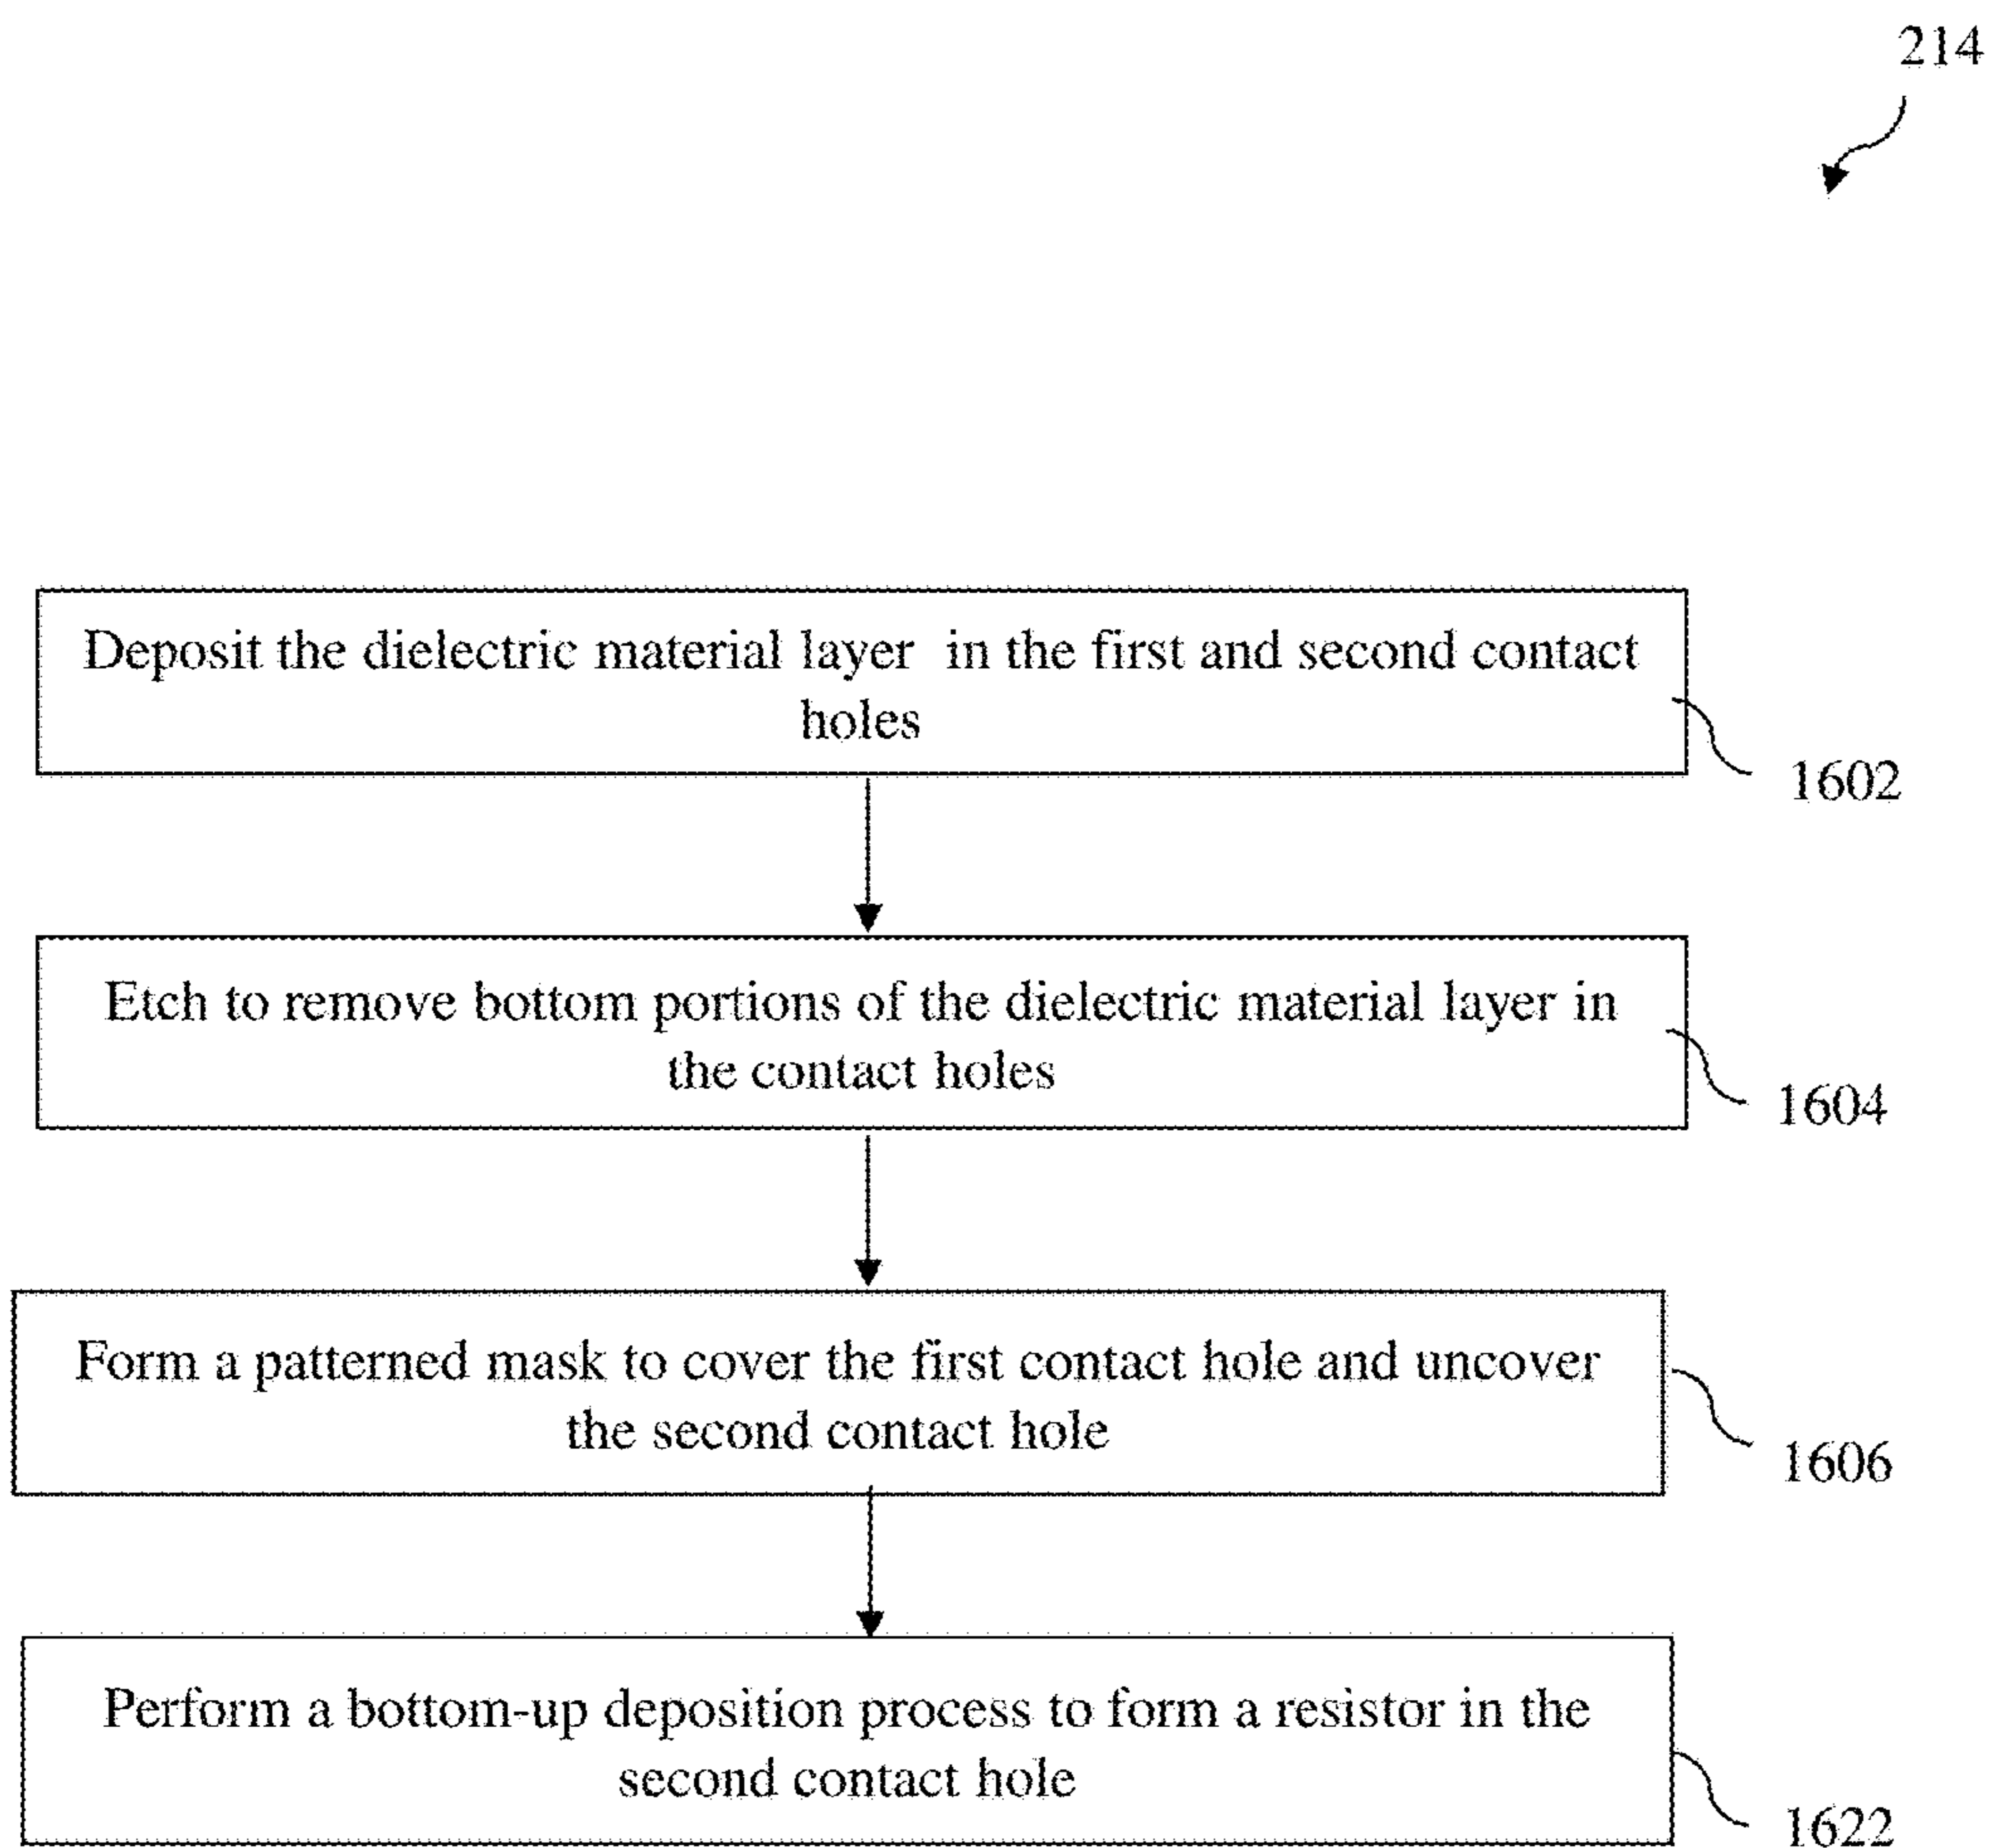 214
Deposit the dielectric material layer in the first and second contact
holes
1602
Etch to remove bottom portions of the dielectric material layer in
the contact holes
1604
Form a patterned mask to cover the first contact hole and uncover
the second contact hole
1606
Perform a bottom-up deposition process to form a resistor in the
second contact hole
1622